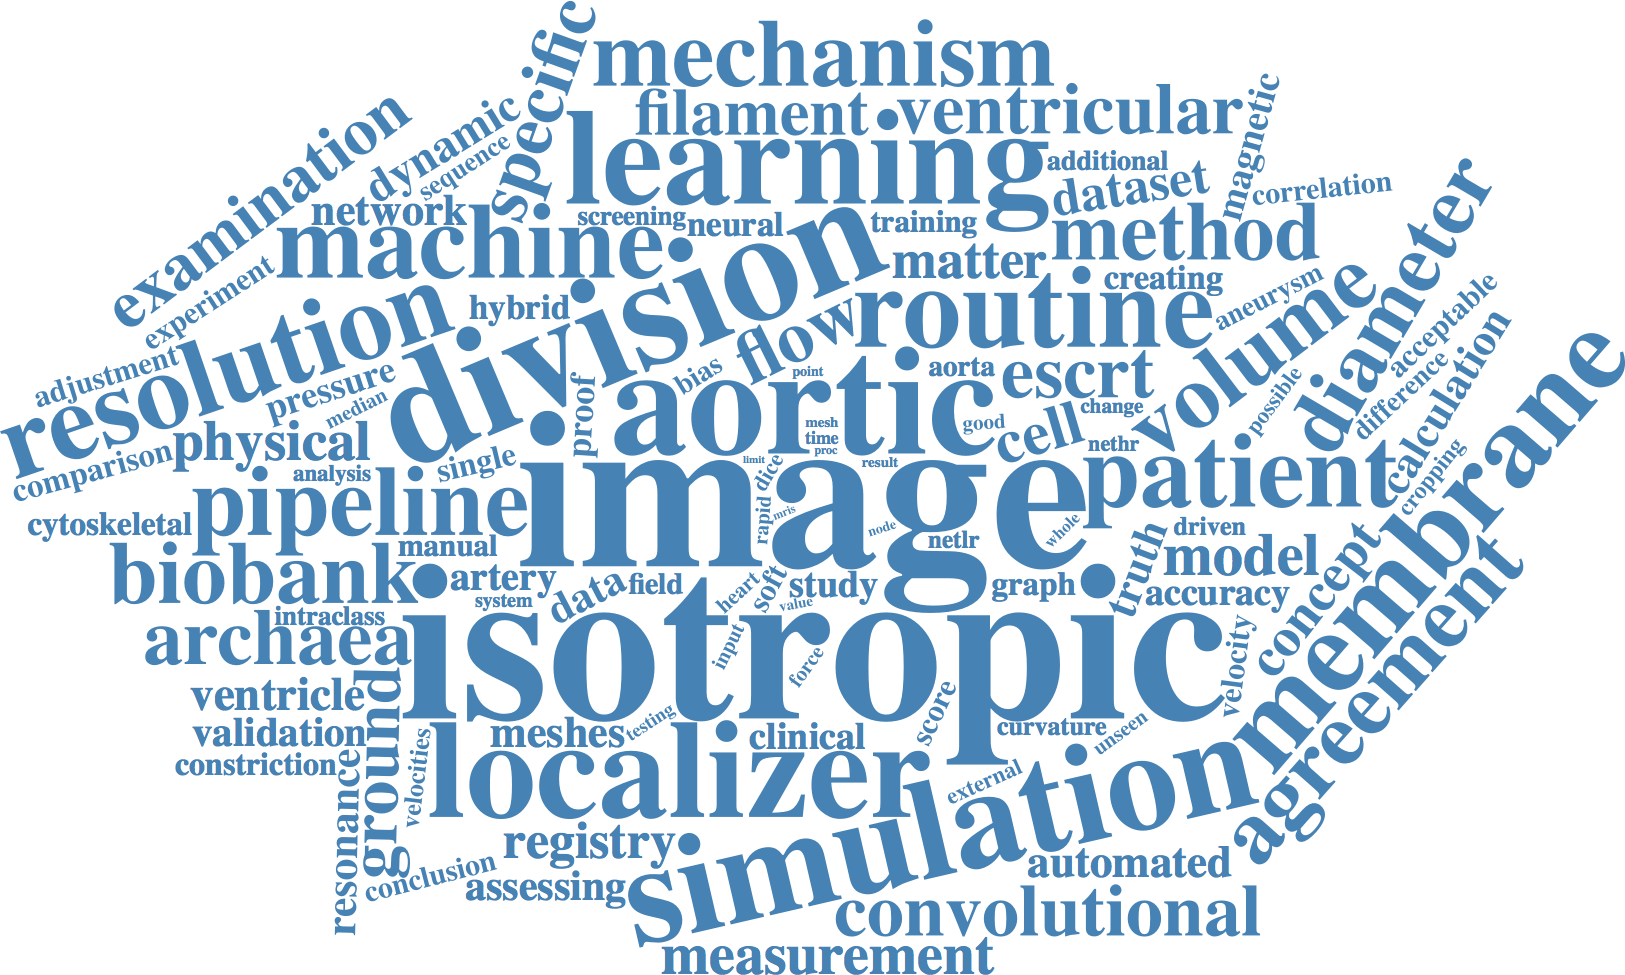 specific
mechanism
filament
ventricular
magnetic
examination
dynamic
sequence
learning
additional
dataset
correlation
network
screening
neural
training
method
diameter
machine
division
matter
creating
experiment
hybrid
routine
aneurysm
volume
acceptable
resolution
flow
difference
calculation
adjustment
pressure
median
proof
bias
point
aortic
aorta
escrt
possible
membrane
comparison
physical
analysis
single
mesh
time
proc
good
cell
change
nethr
cropping
pipeline
image
limit
rapid dice
result
patient
cytoskeletal
manual
mris
node
netlr
whole
truth
driven
model
concept
agreement
biobank
artery
system
data
field
heart
soft
study
value
graph
accuracy
intraclass
archaea
isotropic
input
force
velocity
ventricle
ground
validation
constriction
meshes
testing
clinical
score
curvature
unseen
resonance
velocities
localizer
external
simulation
registry
conclusion
assessing
automated
convolutional
measurement